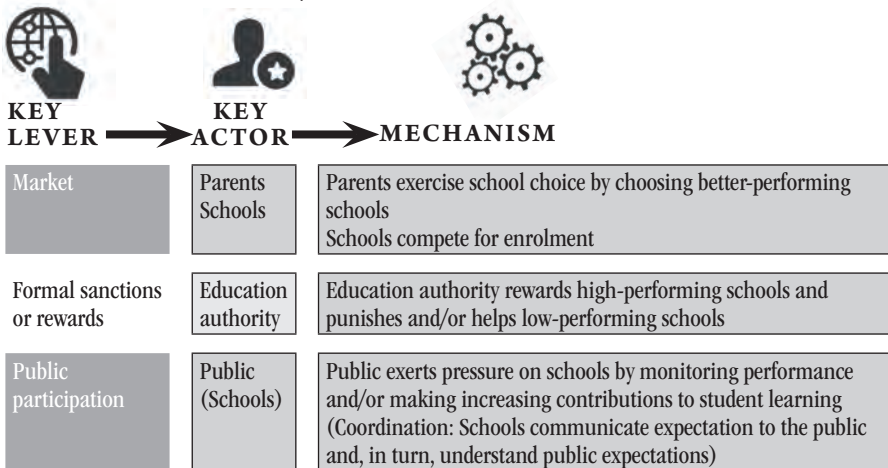 KEY
LEVER
KEY
ACTOR
MECHANISM
Market
Parents
Schools
Parents exercise school choice by choosing better-performing
schools
Schools compete for enrolment
Formal sanctions
or rewards
Education
authority
Education authority rewards high-performing schools and
punishes and/or helps low-performing schools
Public
participation
Public
(Schools)
Public exerts pressure on schools by monitoring performance
and/or making increasing contributions to student learning
(Coordination: Schools communicate expectation to the public
and, in turn, understand public expectations)